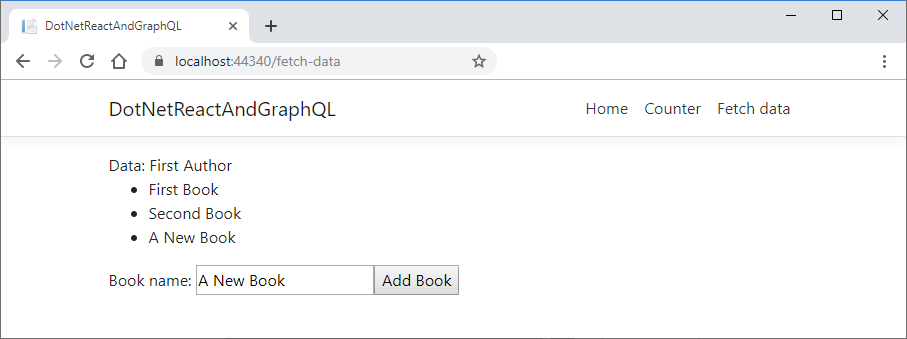 DotNetReactAndGraphQL
localhost:44340/fetch-data
DotNetReactAndGraphQL Home Counter Fetch data
Data: First Author
• First Book
• Second Book
• A New Book
Book name: A New Book Add Book